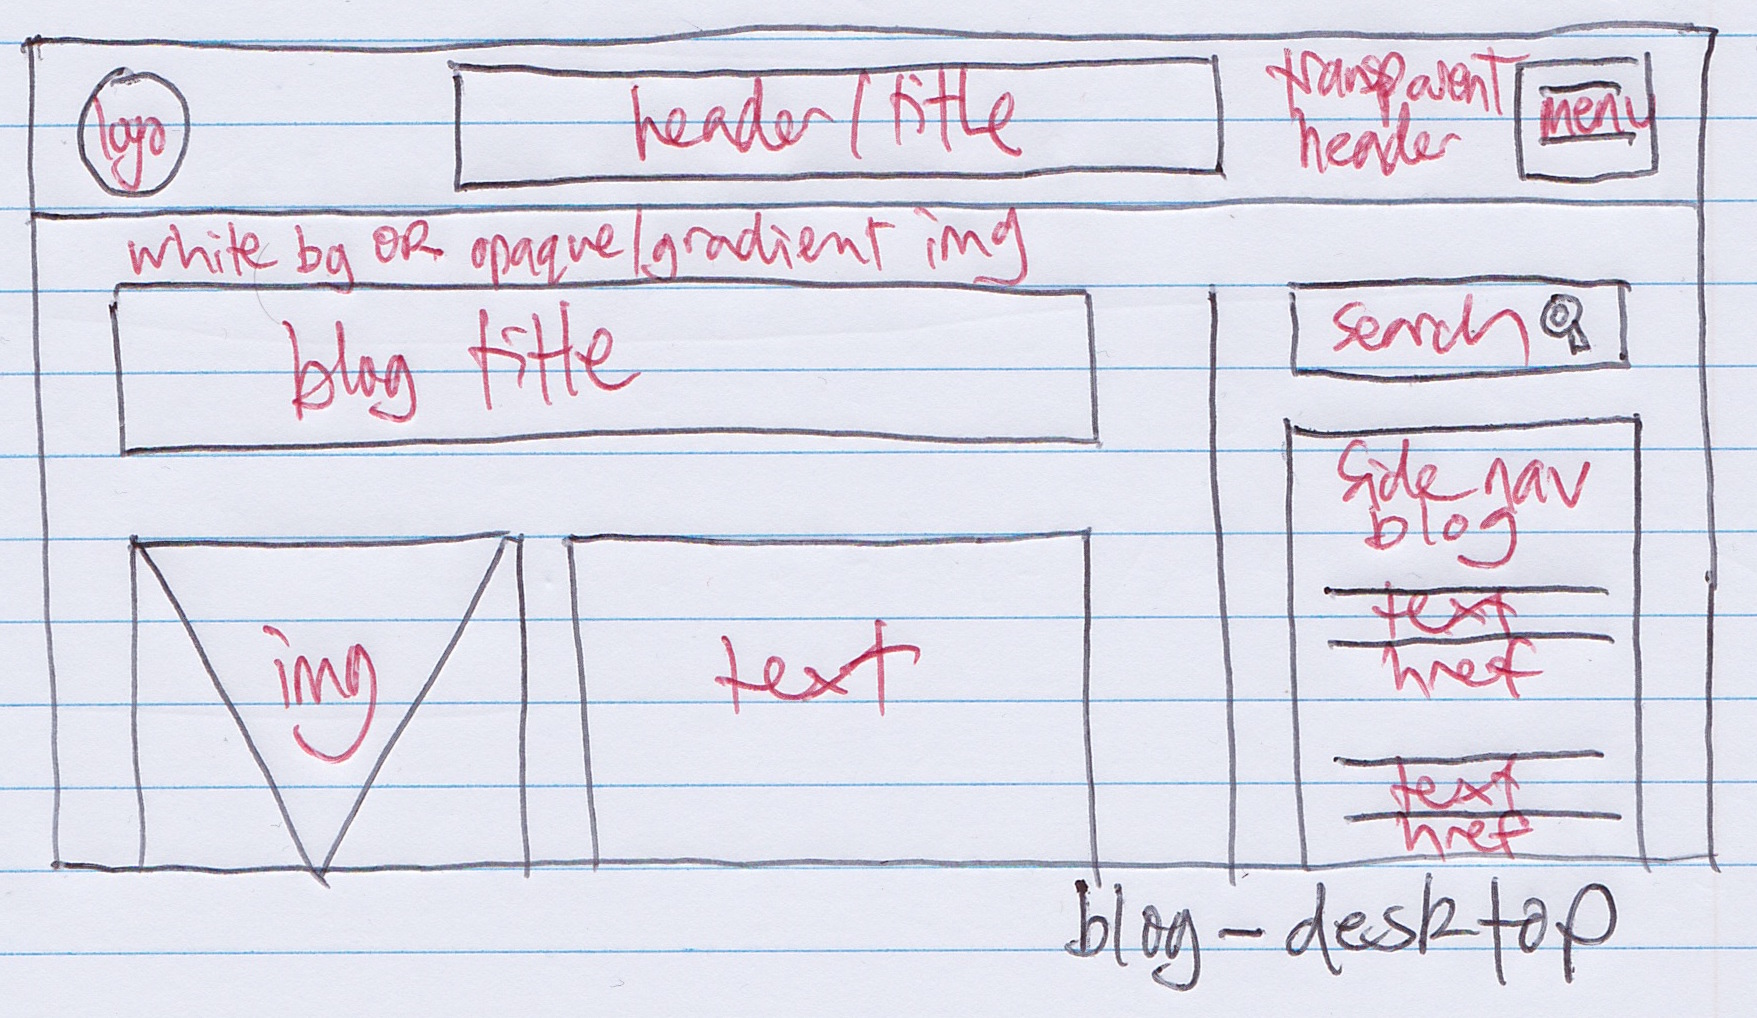 logo
header/title
transparent
header
menu
white bg OR opaque/gradient img
blog title
search
img
text
side nav
blog
text
href
text
href
blog - desktop